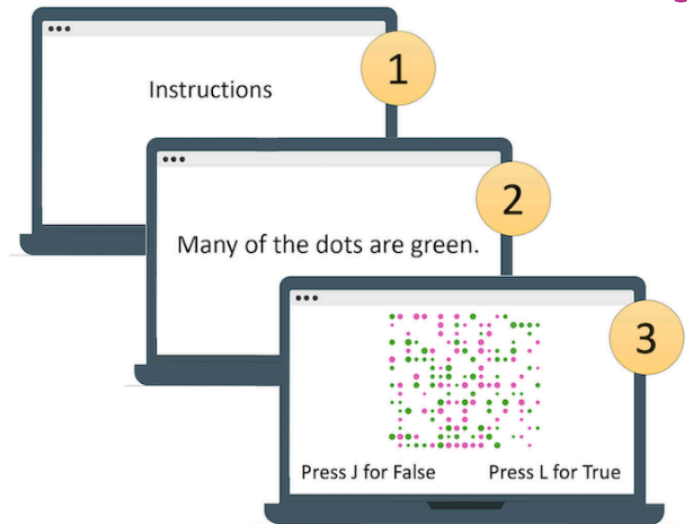 Instructions
1
Many of the dots are green.
2
3
Press J for False Press L for True